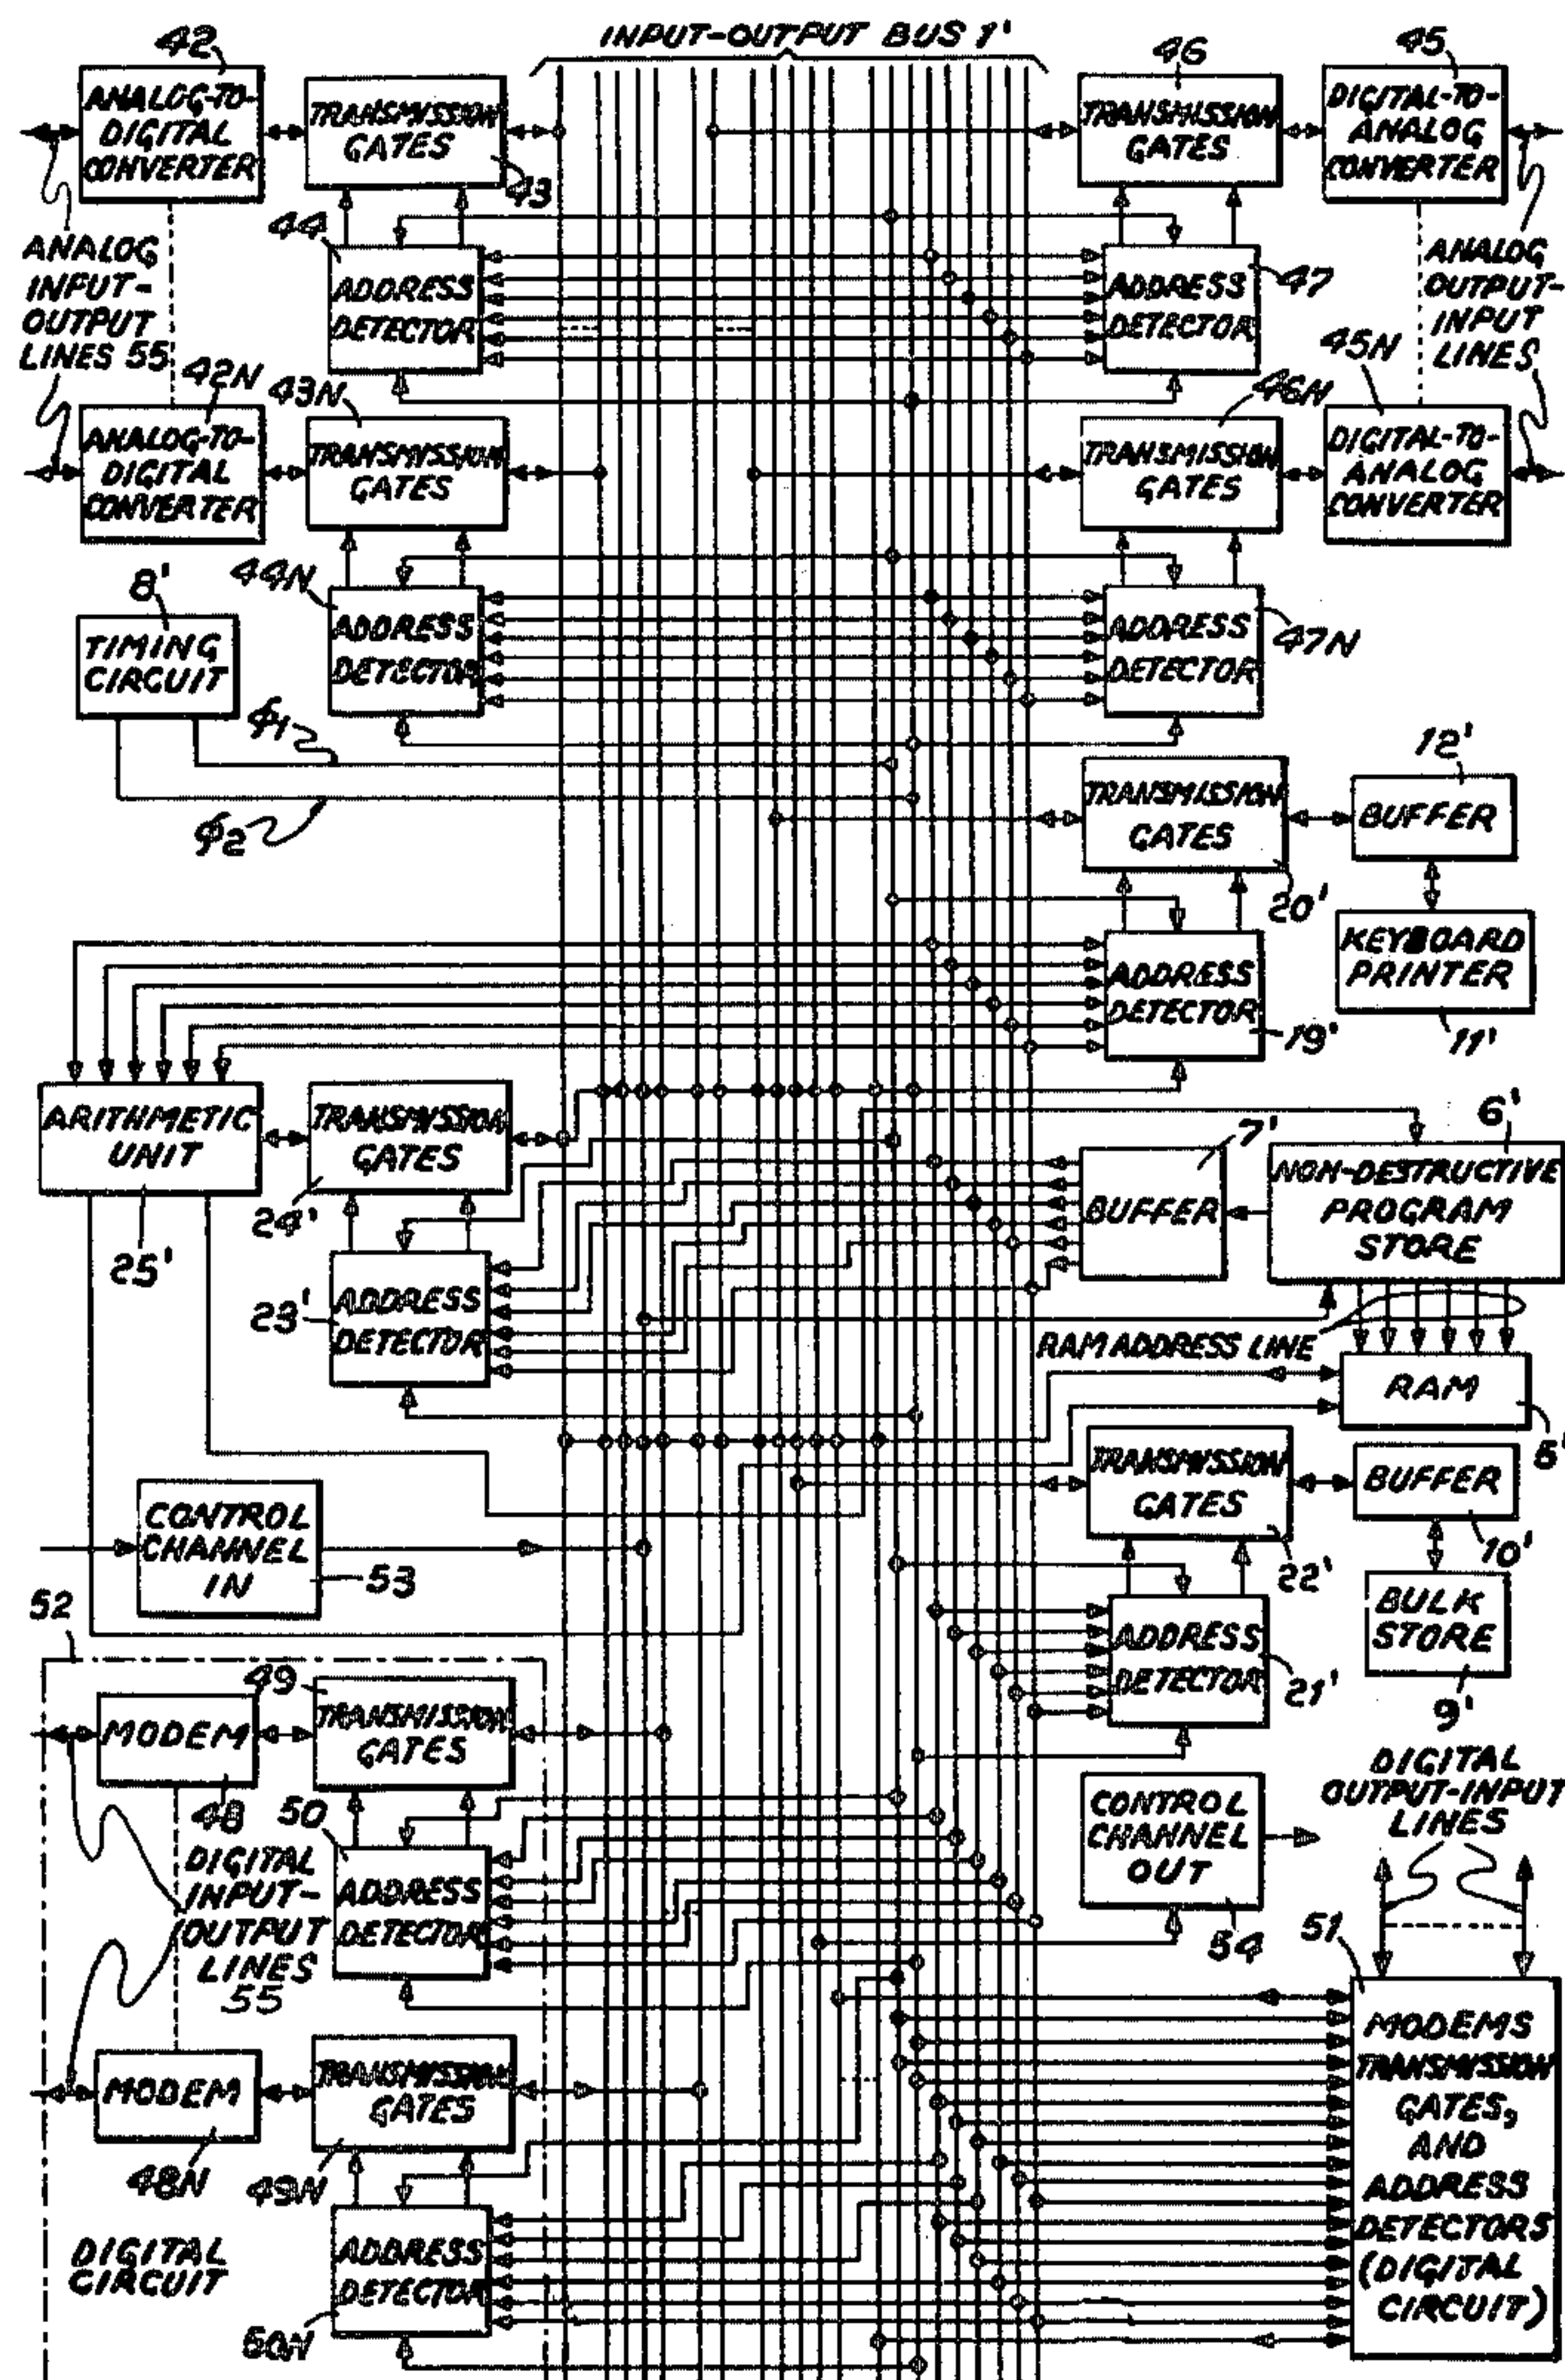 INPUT-OUTPUT BUS 1'
42
ANALOG-TO-
DIGITAL
CONVERTER
TRANSMISSION
GATES
43
46
TRANSMISSION
GATES
45
DIGITAL-TO-
ANALOG
CONVERTER
44
ADDRESS
DETECTOR
ADDRESS
DETECTOR
47
ANALOG
INPUT-
OUTPUT
LINES 55
ANALOG
OUTPUT-
INPUT
LINES
42N
ANALOG-TO-
DIGITAL
CONVERTER
43N
TRANSMISSION
GATES
46N
TRANSMISSION
GATES
45N
DIGITAL-TO-
ANALOG
CONVERTER
44N
ADDRESS
DETECTOR
ADDRESS
DETECTOR
47N
8'
TIMING
CIRCUIT
ϕ1
ϕ2
TRANSMISSION
GATES
20'
12'
BUFFER
ADDRESS
DETECTOR
19'
KEYBOARD
PRINTER
11'
ARITHMETIC
UNIT
25'
TRANSMISSION
GATES
24'
7'
BUFFER
6'
NON-DESTRUCTIVE
PROGRAM
STORE
23'
ADDRESS
DETECTOR
RAM ADDRESS LINE
RAM
5'
TRANSMISSION
GATES
22'
BUFFER
10'
CONTROL
CHANNEL
IN
53
ADDRESS
DETECTOR
21'
BULK
STORE
9'
52
MODEM
48
49
TRANSMISSION
GATES
50
ADDRESS
DETECTOR
DIGITAL
INPUT-
OUTPUT
LINES
55
CONTROL
CHANNEL
OUT
54
DIGITAL
OUTPUT-INPUT
LINES
51
MODEMS
TRANSMISSION
GATES,
AND
ADDRESS
DETECTORS
(DIGITAL
CIRCUIT)
MODEM
48N
TRANSMISSION
GATES
49N
ADDRESS
DETECTOR
50N
DIGITAL
CIRCUIT